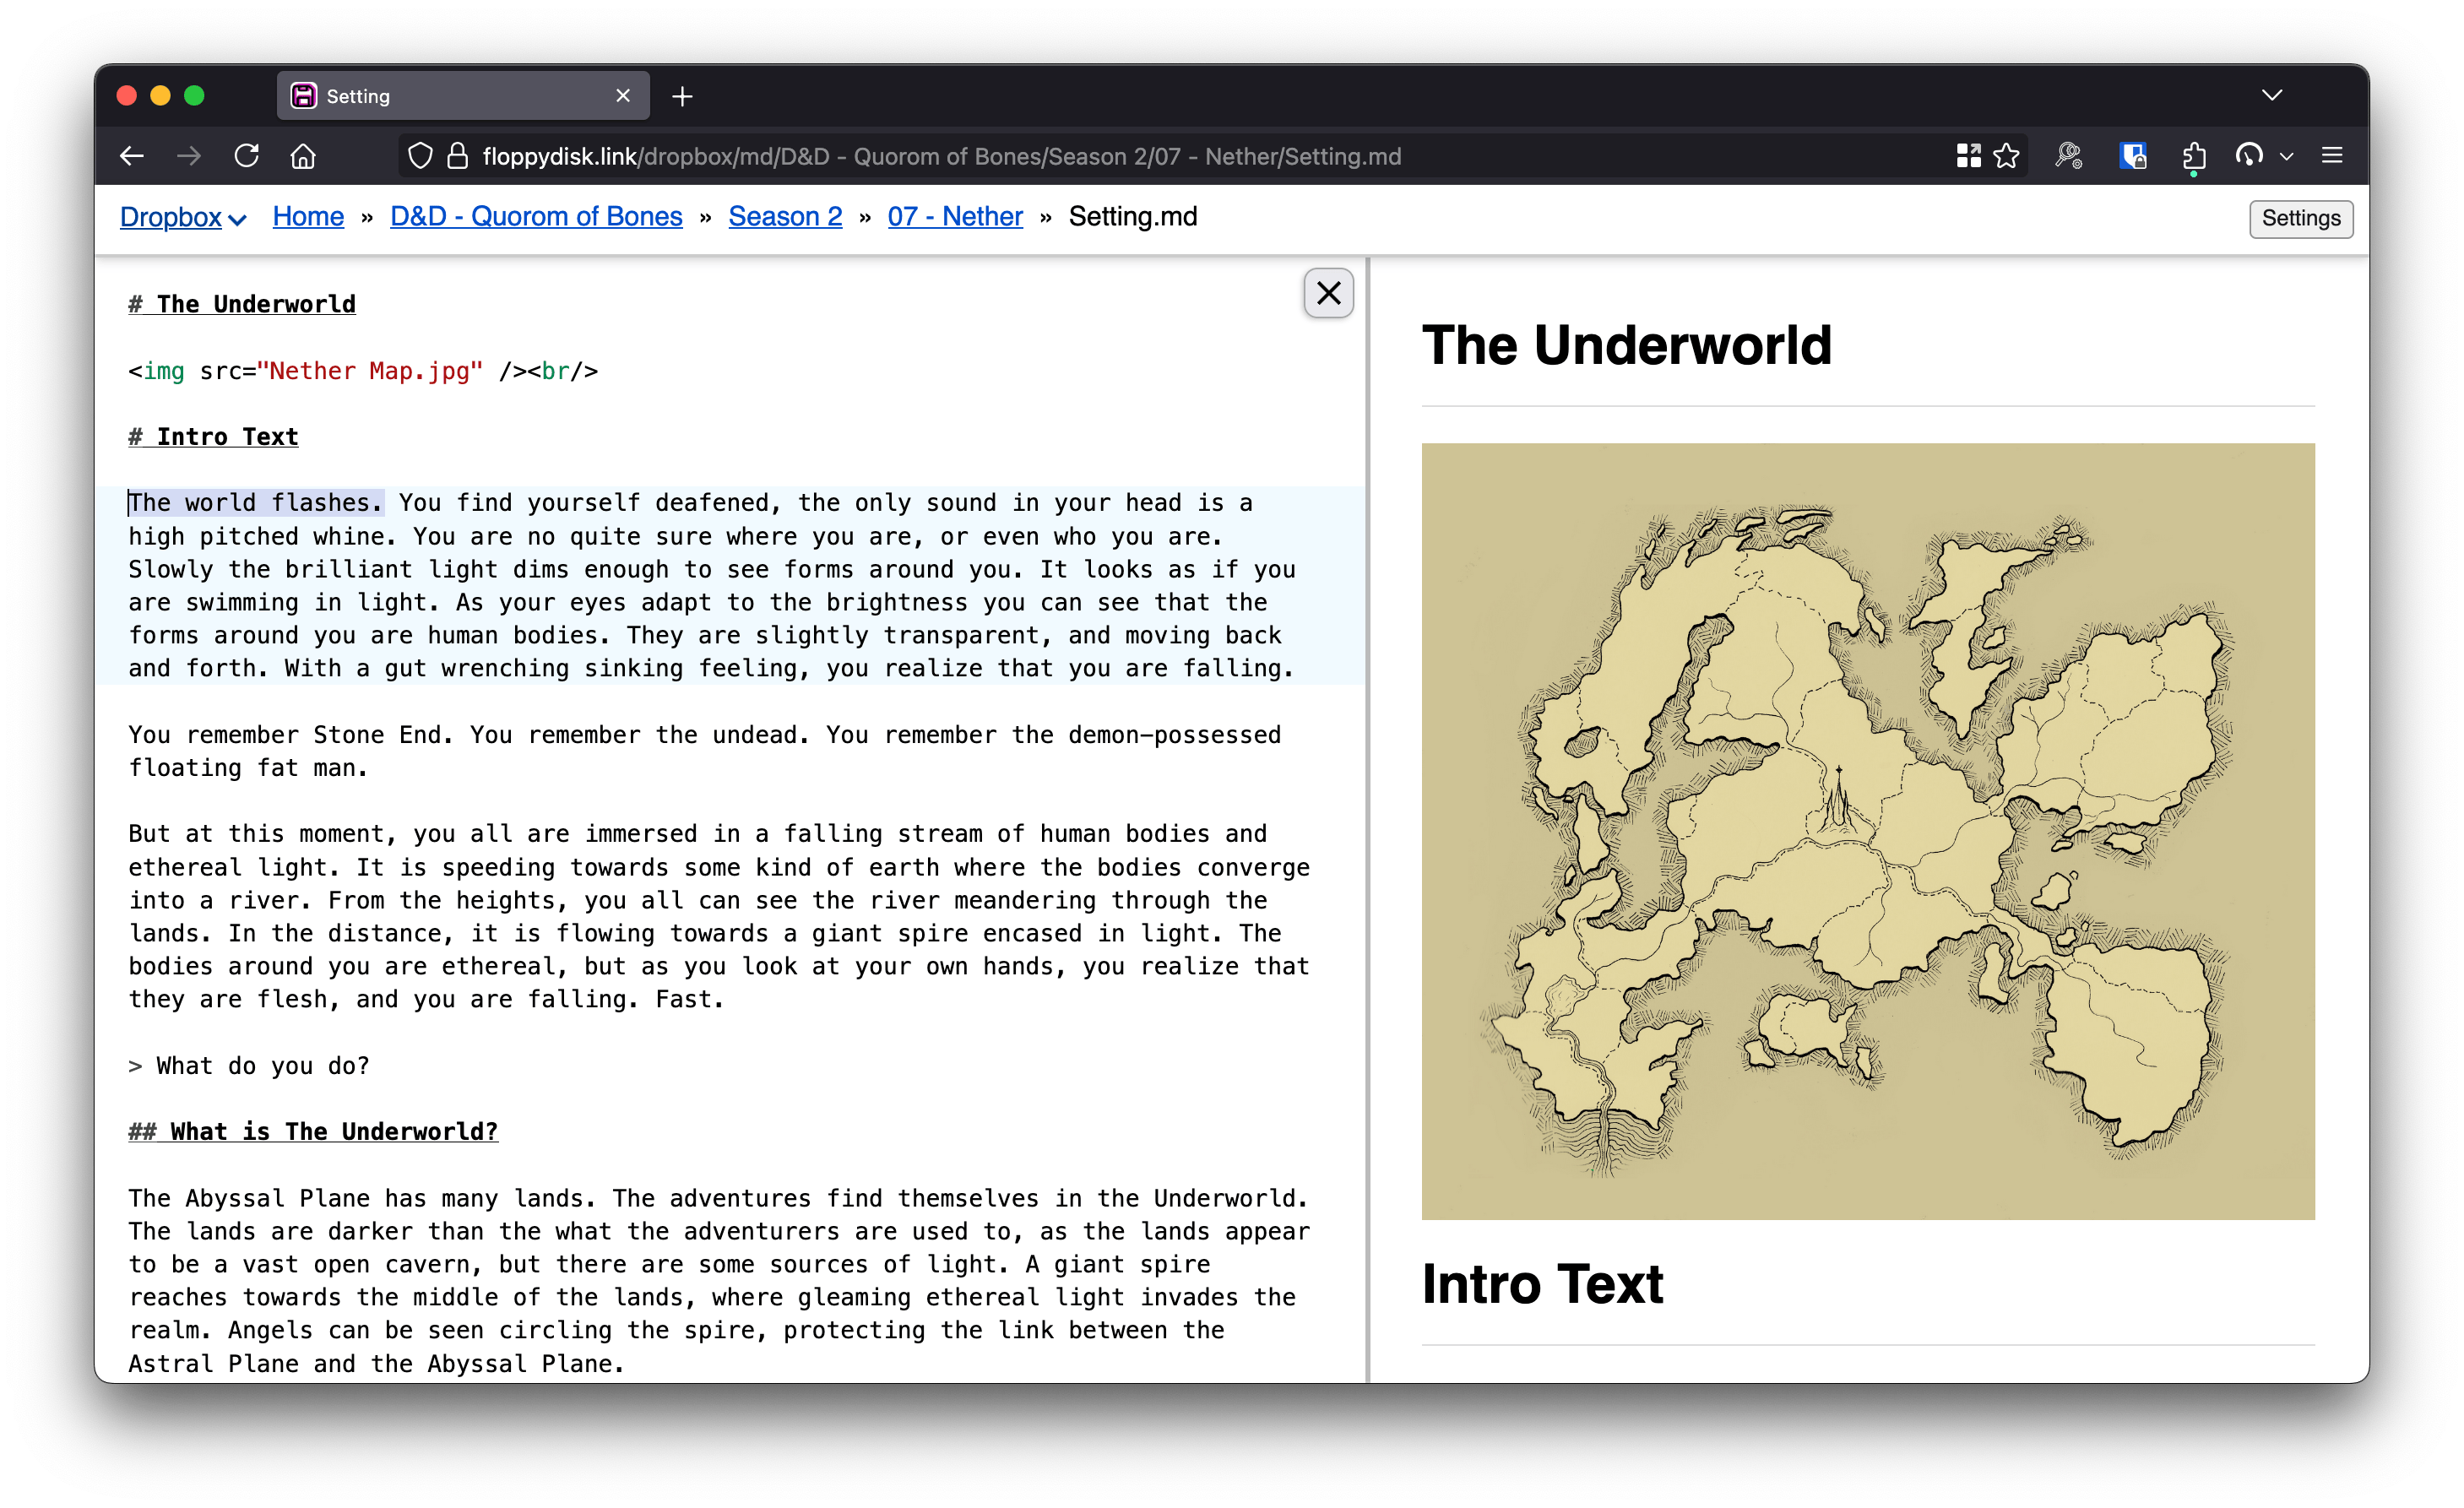 Setting
floppydisk.link/dropbox/md/D&D - Quorom of Bones/Season 2/07 - Nether/Setting.md
Dropbox Home » D&D - Quorom of Bones » Season 2 » 07 - Nether » Setting.md Settings
# The Underworld
<img src="Nether Map.jpg" /><br/>
# Intro Text
The world flashes. You find yourself deafened, the only sound in your head is a
high pitched whine. You are no quite sure where you are, or even who you are.
Slowly the brilliant light dims enough to see forms around you. It looks as if you
are swimming in light. As your eyes adapt to the brightness you can see that the
forms around you are human bodies. They are slightly transparent, and moving back
and forth. With a gut wrenching sinking feeling, you realize that you are falling.
You remember Stone End. You remember the undead. You remember the demon-possessed
floating fat man.
But at this moment, you all are immersed in a falling stream of human bodies and
ethereal light. It is speeding towards some kind of earth where the bodies converge
into a river. From the heights, you all can see the river meandering through the
lands. In the distance, it is flowing towards a giant spire encased in light. The
bodies around you are ethereal, but as you look at your own hands, you realize that
they are flesh, and you are falling. Fast.
> What do you do?
## What is The Underworld?
The Abyssal Plane has many lands. The adventures find themselves in the Underworld.
The lands are darker than the what the adventurers are used to, as the lands appear
to be a vast open cavern, but there are some sources of light. A giant spire
reaches towards the middle of the lands, where gleaming ethereal light invades the
realm. Angels can be seen circling the spire, protecting the link between the
Astral Plane and the Abyssal Plane.
The Underworld
Intro Text